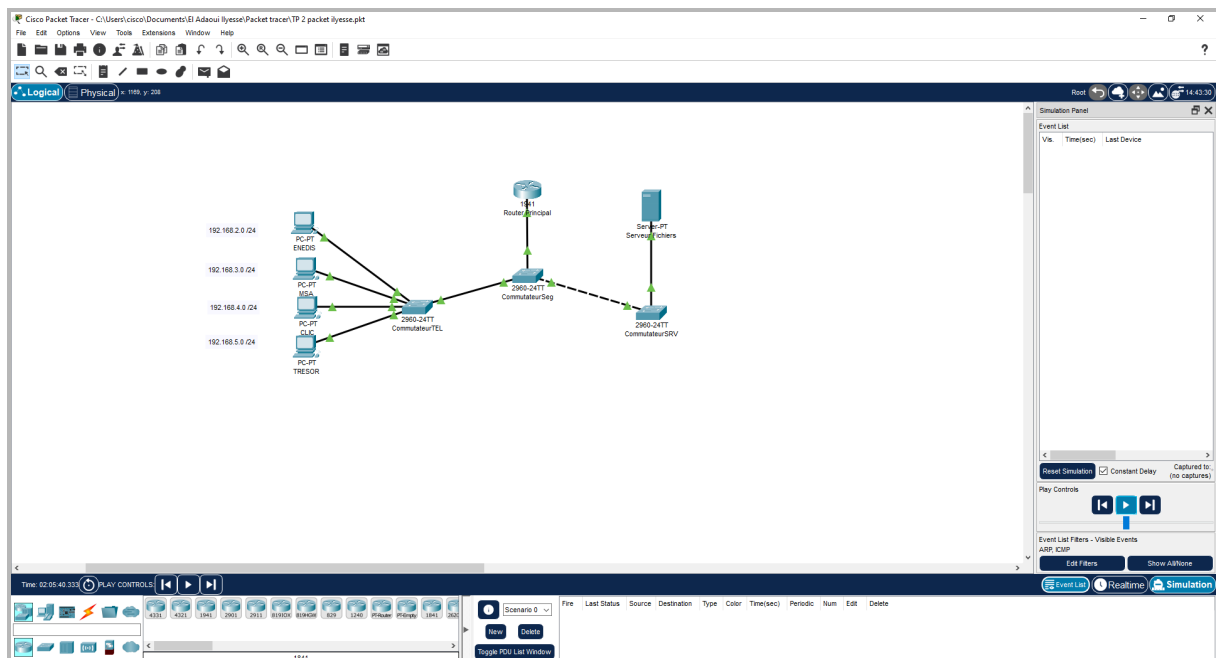 Cisco Packet Tracer - C:\Users\cisco\Documents\El Adaoui Ilyesse\Packet tracer\TP 2 packet ilyesse.pkt
File Edit Options View Tools Extensions Window Help
?
Logical Physical x: 1169, y: 208 Root 14:43:30
Simulation Panel
Event List
Vis. Time(sec) Last Device
1941
Router Principal
Server-PT
Serveur Fichiers
192.168.2.0 /24
PC-PT
ENEDIS
192.168.3.0 /24
PC-PT
MSA
192.168.4.0 /24
PC-PT
CLIC
192.168.5.0 /24
PC-PT
TRESOR
2960-24TT
CommutateurTEL
2960-24TT
CommutateurSeg
2960-24TT
CommutateurSRV
Reset Simulation Constant Delay Captured to:
(no captures)
Play Controls
Event List Filters - Visible Events
ARP, ICMP
Edit Filters Show All/None
Time: 02:05:40.333 PLAY CONTROLS:
Event List Realtime Simulation
4331 4321 1941 2901 2911 819IOX 819HGW 829 1240 PT-Router PT-Empty 1841
1841
Scenario 0
New Delete
Toggle PDU List Window
Fire Last Status Source Destination Type Color Time(sec) Periodic Num Edit Delete